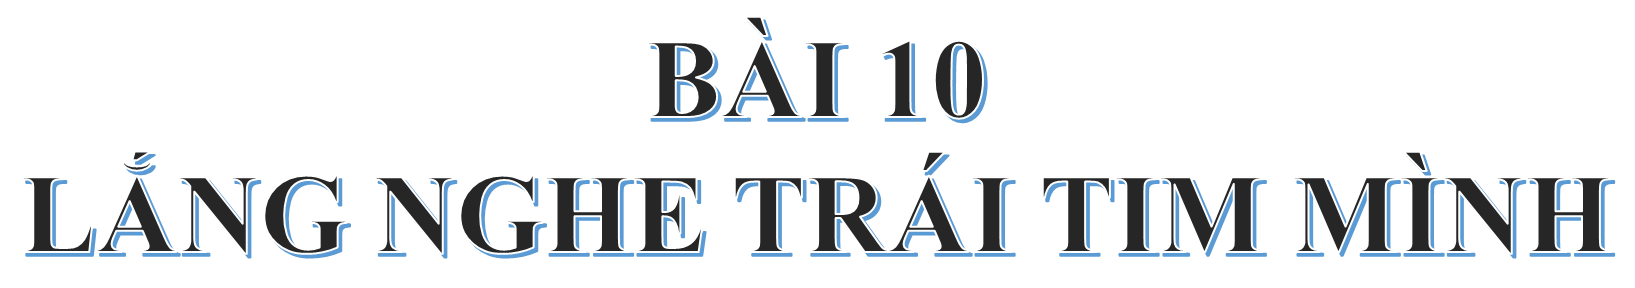 BÀI 10
LẮNG NGHE TRÁI TIM MÌNH